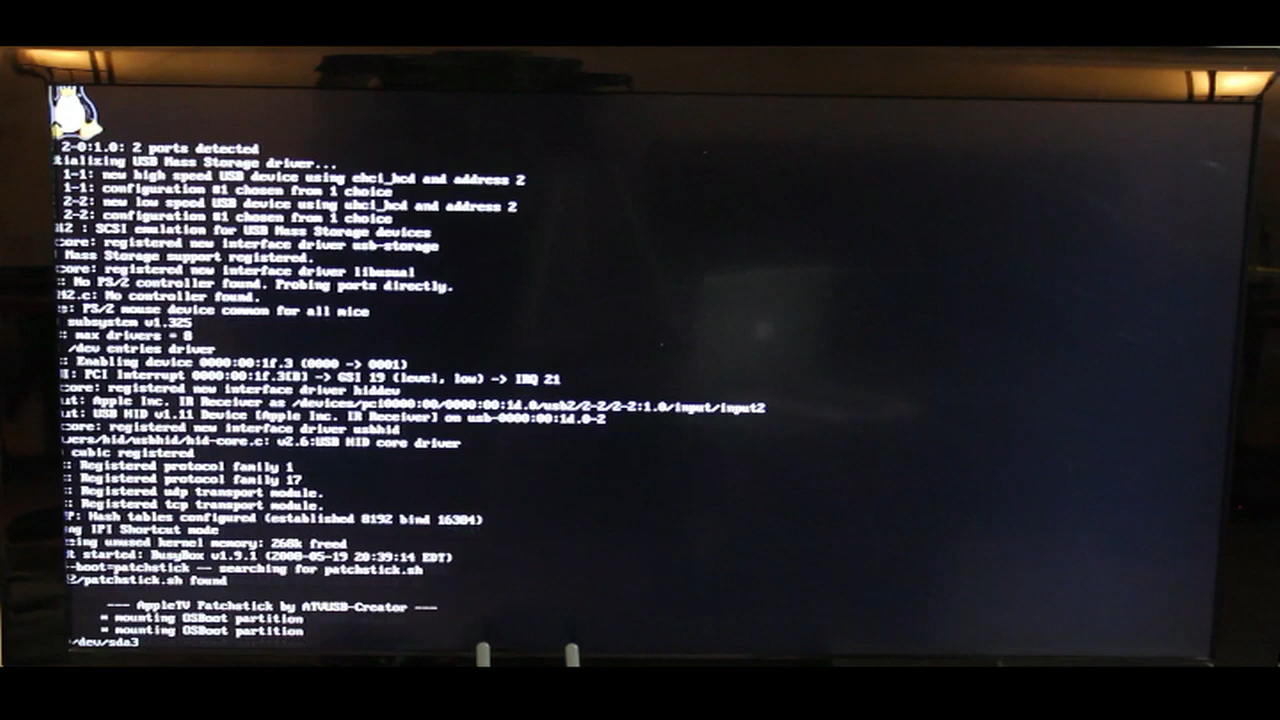 2-0:1.0: 2 ports detected
tializing USB Mass Storage driver...
1-1: new high speed USB device using ehci_hcd and address 2
1-1: configuration #1 chosen from 1 choice
2-2: new low speed USB device using uhci_hcd and address 2
2-2: configuration #1 chosen from 1 choice
: SCSI emulation for USB Mass Storage devices
core: registered new interface driver usb-storage
Mass Storage support registered.
core: registered new interface driver libusual
: No PS/2 controller found. Probing ports directly.
42.c: No controller found.
: PS/2 mouse device common for all mice
subsystem v1.325
: max drivers = 8
/dev entries driver
: Enabling device 0000:00:1f.3 (0000 -> 0001)
I: PCI Interrupt 0000:00:1f.3[B] -> GSI 19 (level, low) -> IRQ 21
core: registered new interface driver hiddev
ut: Apple Inc. IR Receiver as /devices/pci0000:00/0000:00:1d.0/usb2/2-2/2-2:1.0/input/input2
ut: USB HID v1.11 Device [Apple Inc. IR Receiver] on usb-0000:00:1d.0-2
core: registered new interface driver usbhid
vers/hid/usbhid/hid-core.c: v2.6:USB HID core driver
cubic registered
: Registered protocol family 1
: Registered protocol family 17
: Registered udp transport module.
: Registered tcp transport module.
P: Hash tables configured (established 8192 bind 16384)
ng IPI Shortcut mode
eing unused kernel memory: 268k freed
t started: BusyBox v1.9.1 (2008-05-19 20:39:14 EDT)
-boot=patchstick -- searching for patchstick.sh
2/patchstick.sh found
--- AppleTV Patchstick by ATVUSB-Creator ---
* mounting OSBoot partition
* mounting OSBoot partition
/dev/sda3